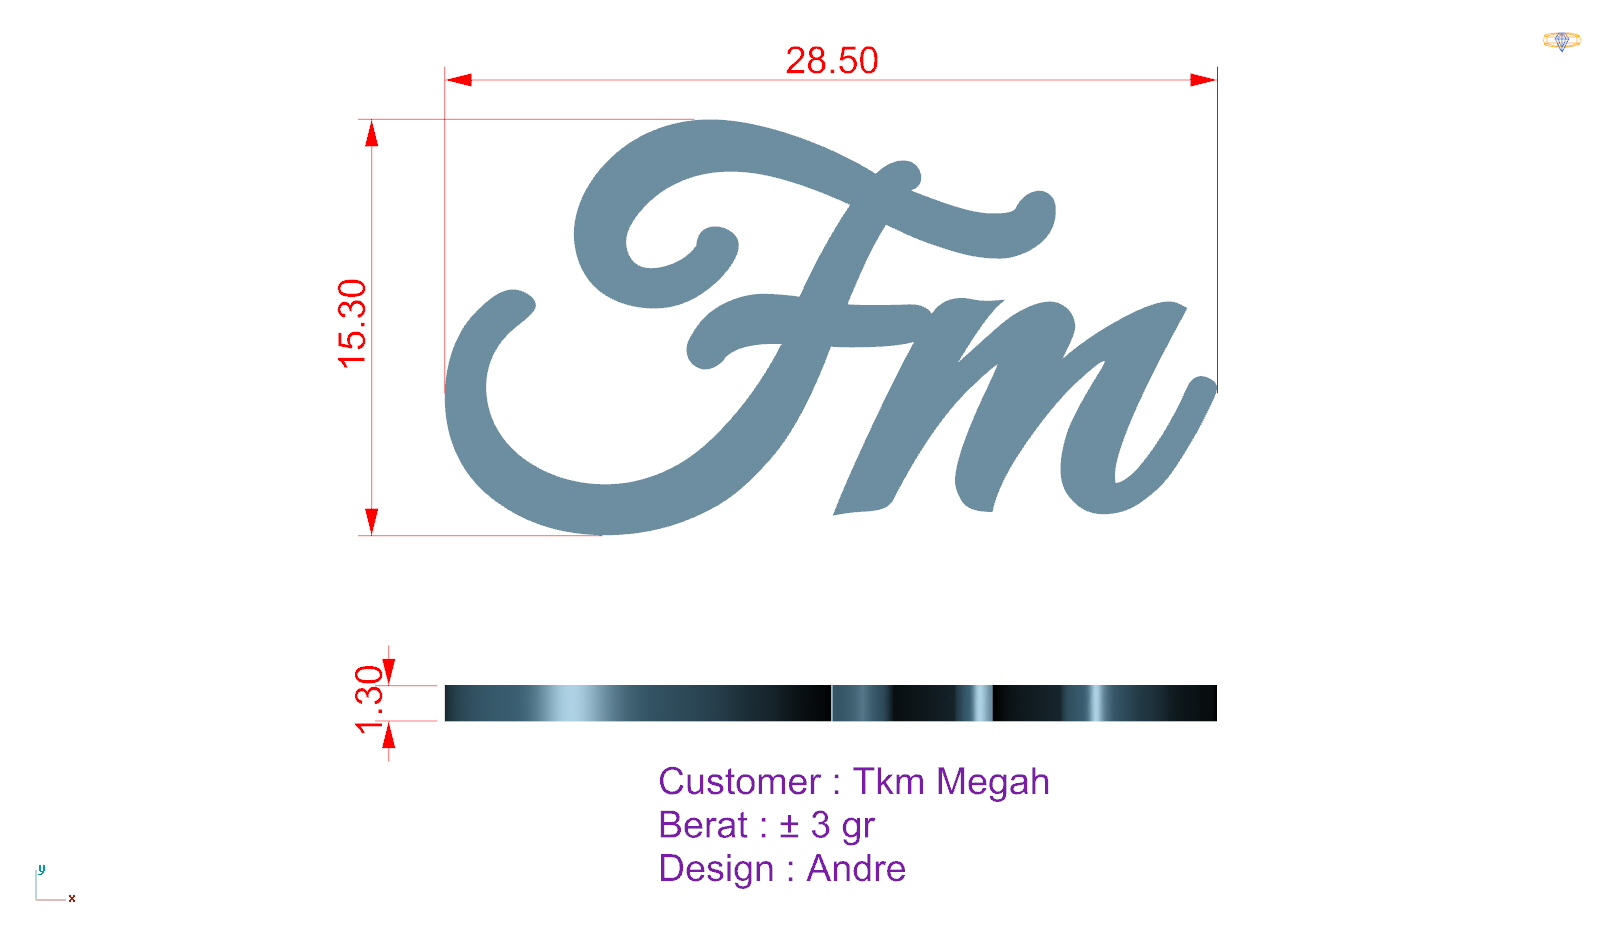 28.50
Fm
15.30
1.30
Customer : Tkm Megah
Berat : ± 3 gr
Design : Andre
y
x